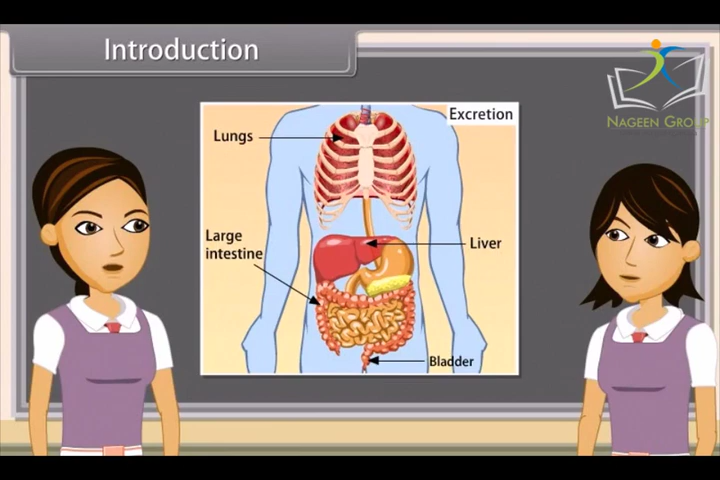 Introduction
NAGEEN GROUP
Excretion
Lungs
Large
intestine
Liver
Bladder